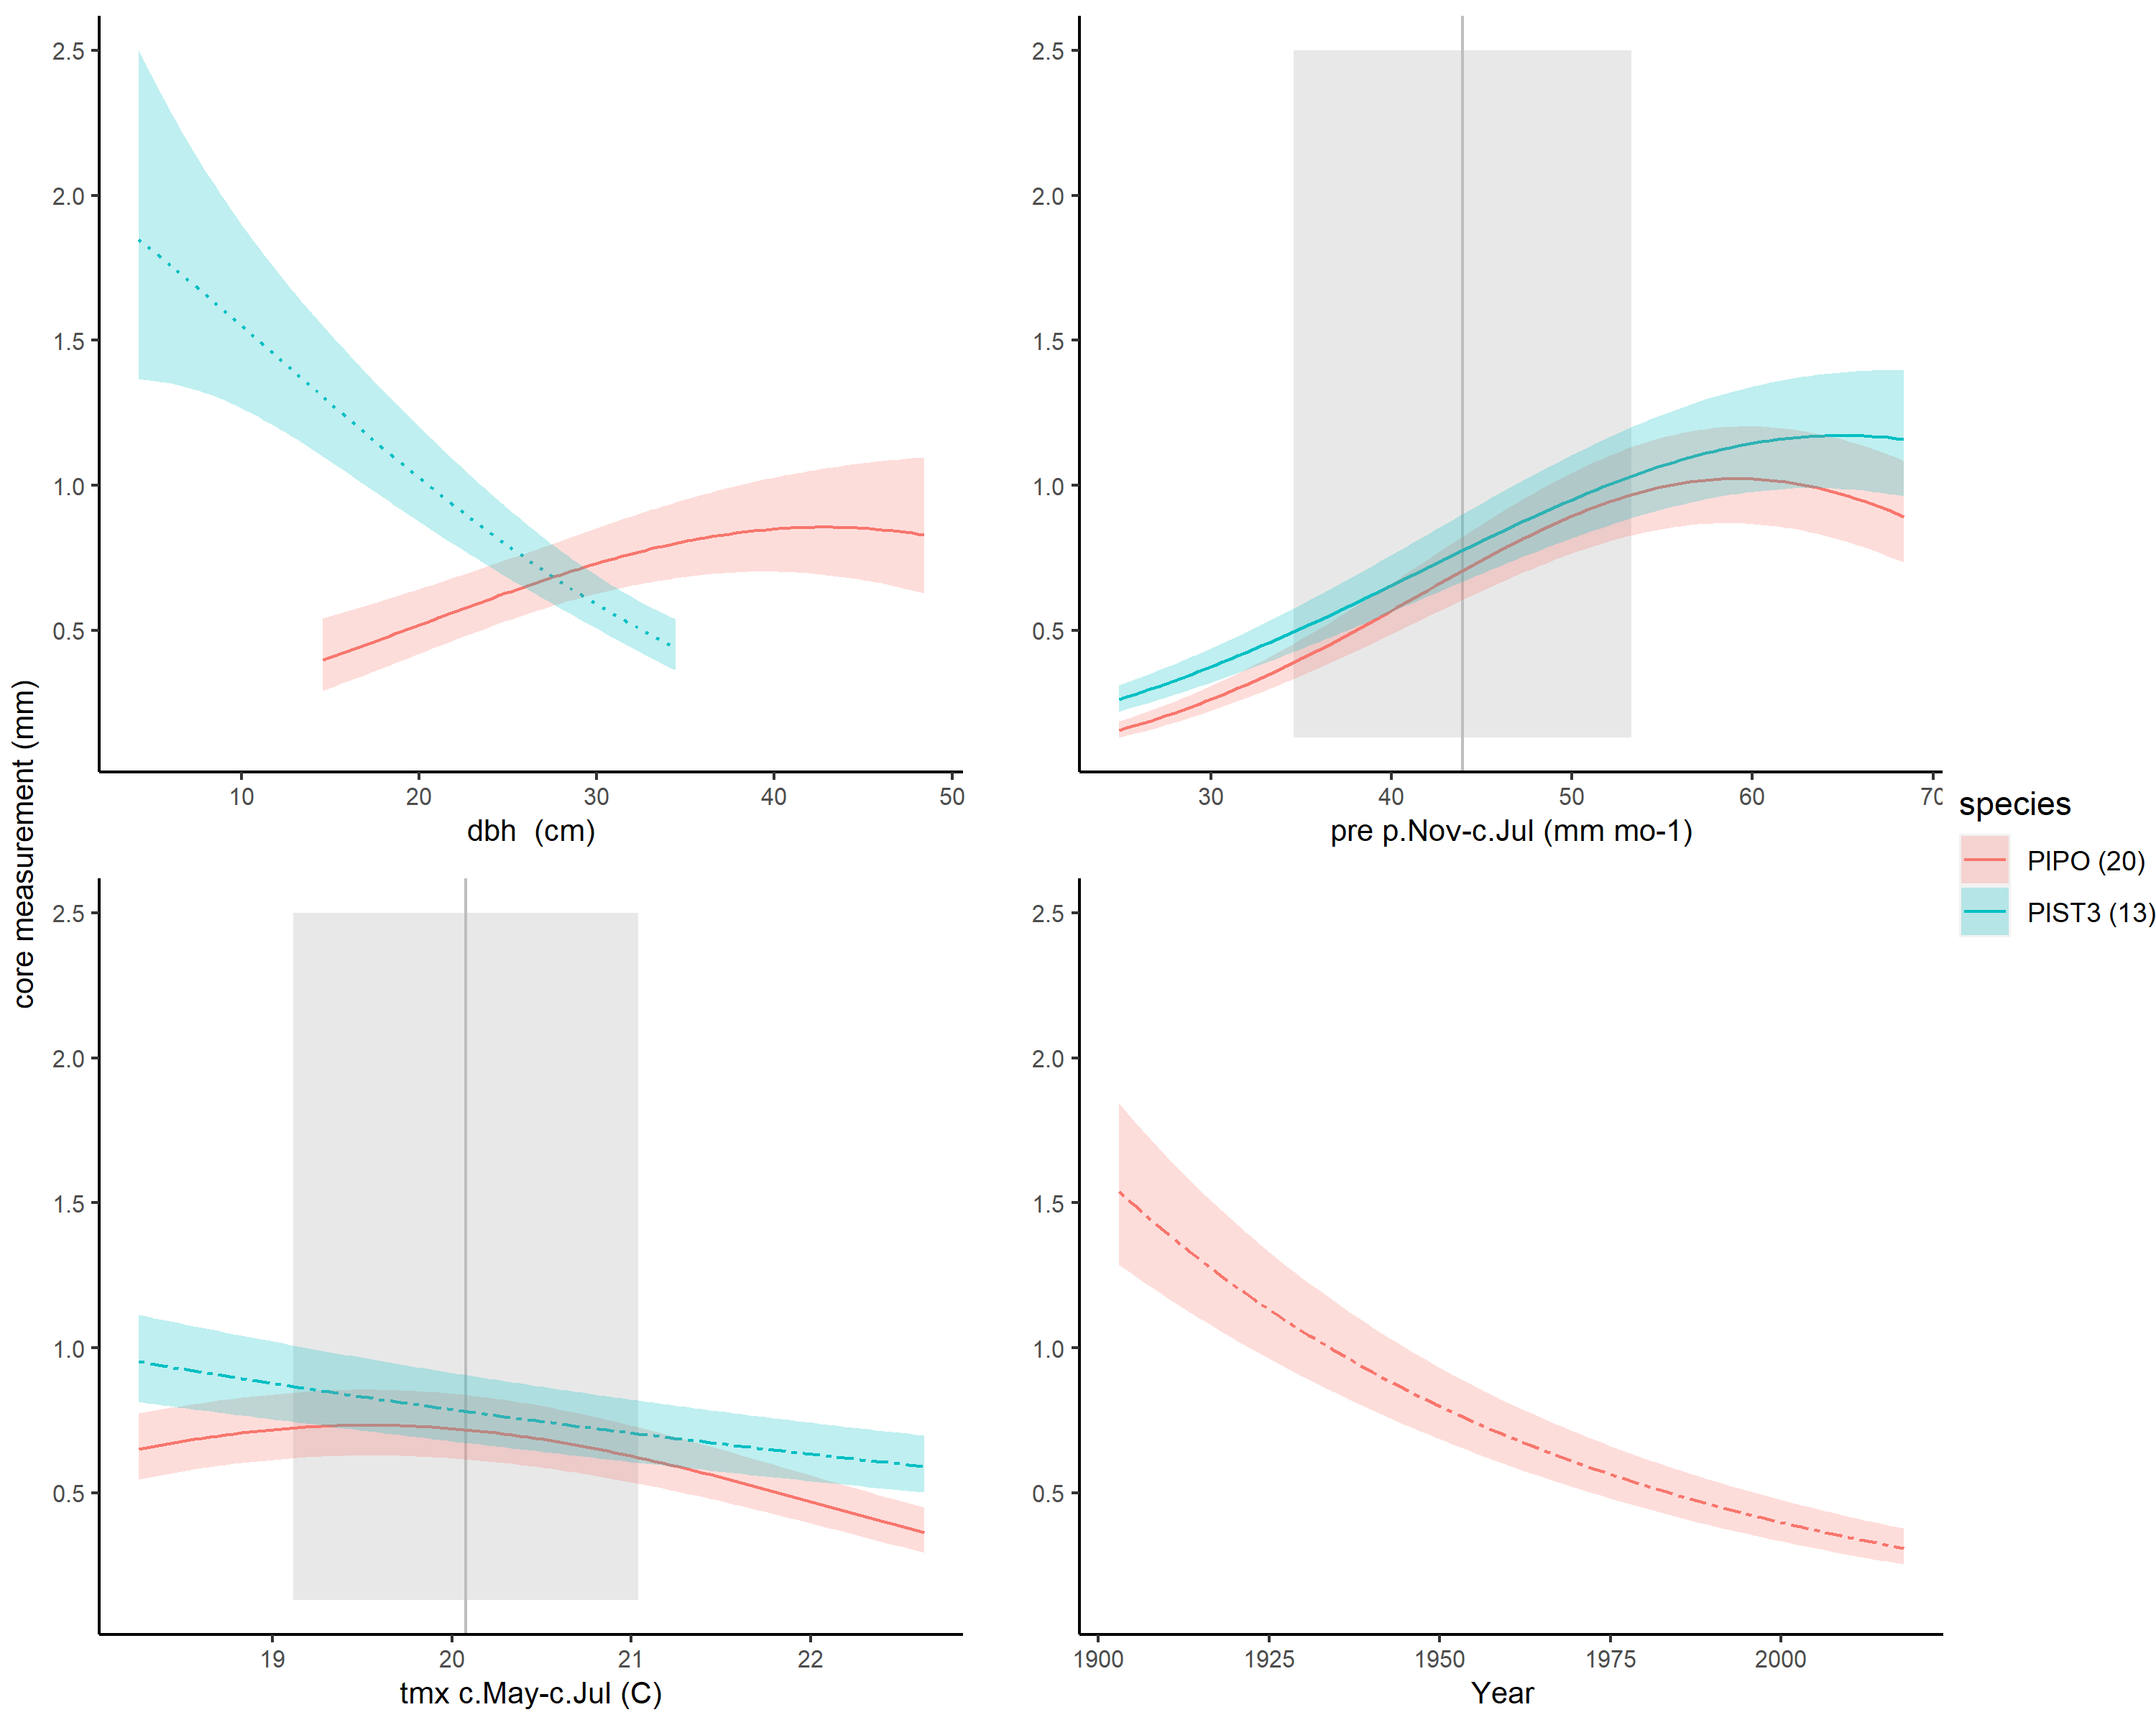 core measurement (mm)
2.5
2.0
1.5
1.0
0.5
10 20 30 40 50
dbh  (cm)
2.5
2.0
1.5
1.0
0.5
30 40 50 60 70
pre p.Nov-c.Jul (mm mo-1)
2.5
2.0
1.5
1.0
0.5
19 20 21 22
tmx c.May-c.Jul (C)
2.5
2.0
1.5
1.0
0.5
1900 1925 1950 1975 2000
Year
species
PIPO (20)
PIST3 (13)